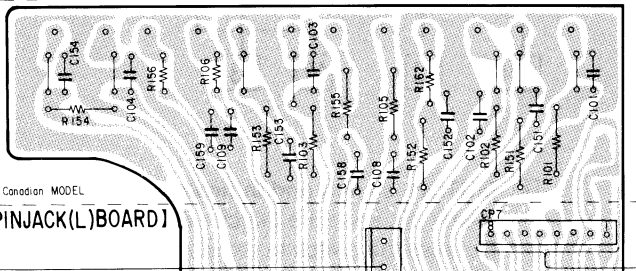 C154
C104
R156
R106
C103
R155
R105
R162
C101
R154
C159
C109
R153
C153
R103
C158
C108
R152
C152
C102
R102
R151
C151
R101
Canadian MODEL
PINJACK(L)BOARD】
CP7